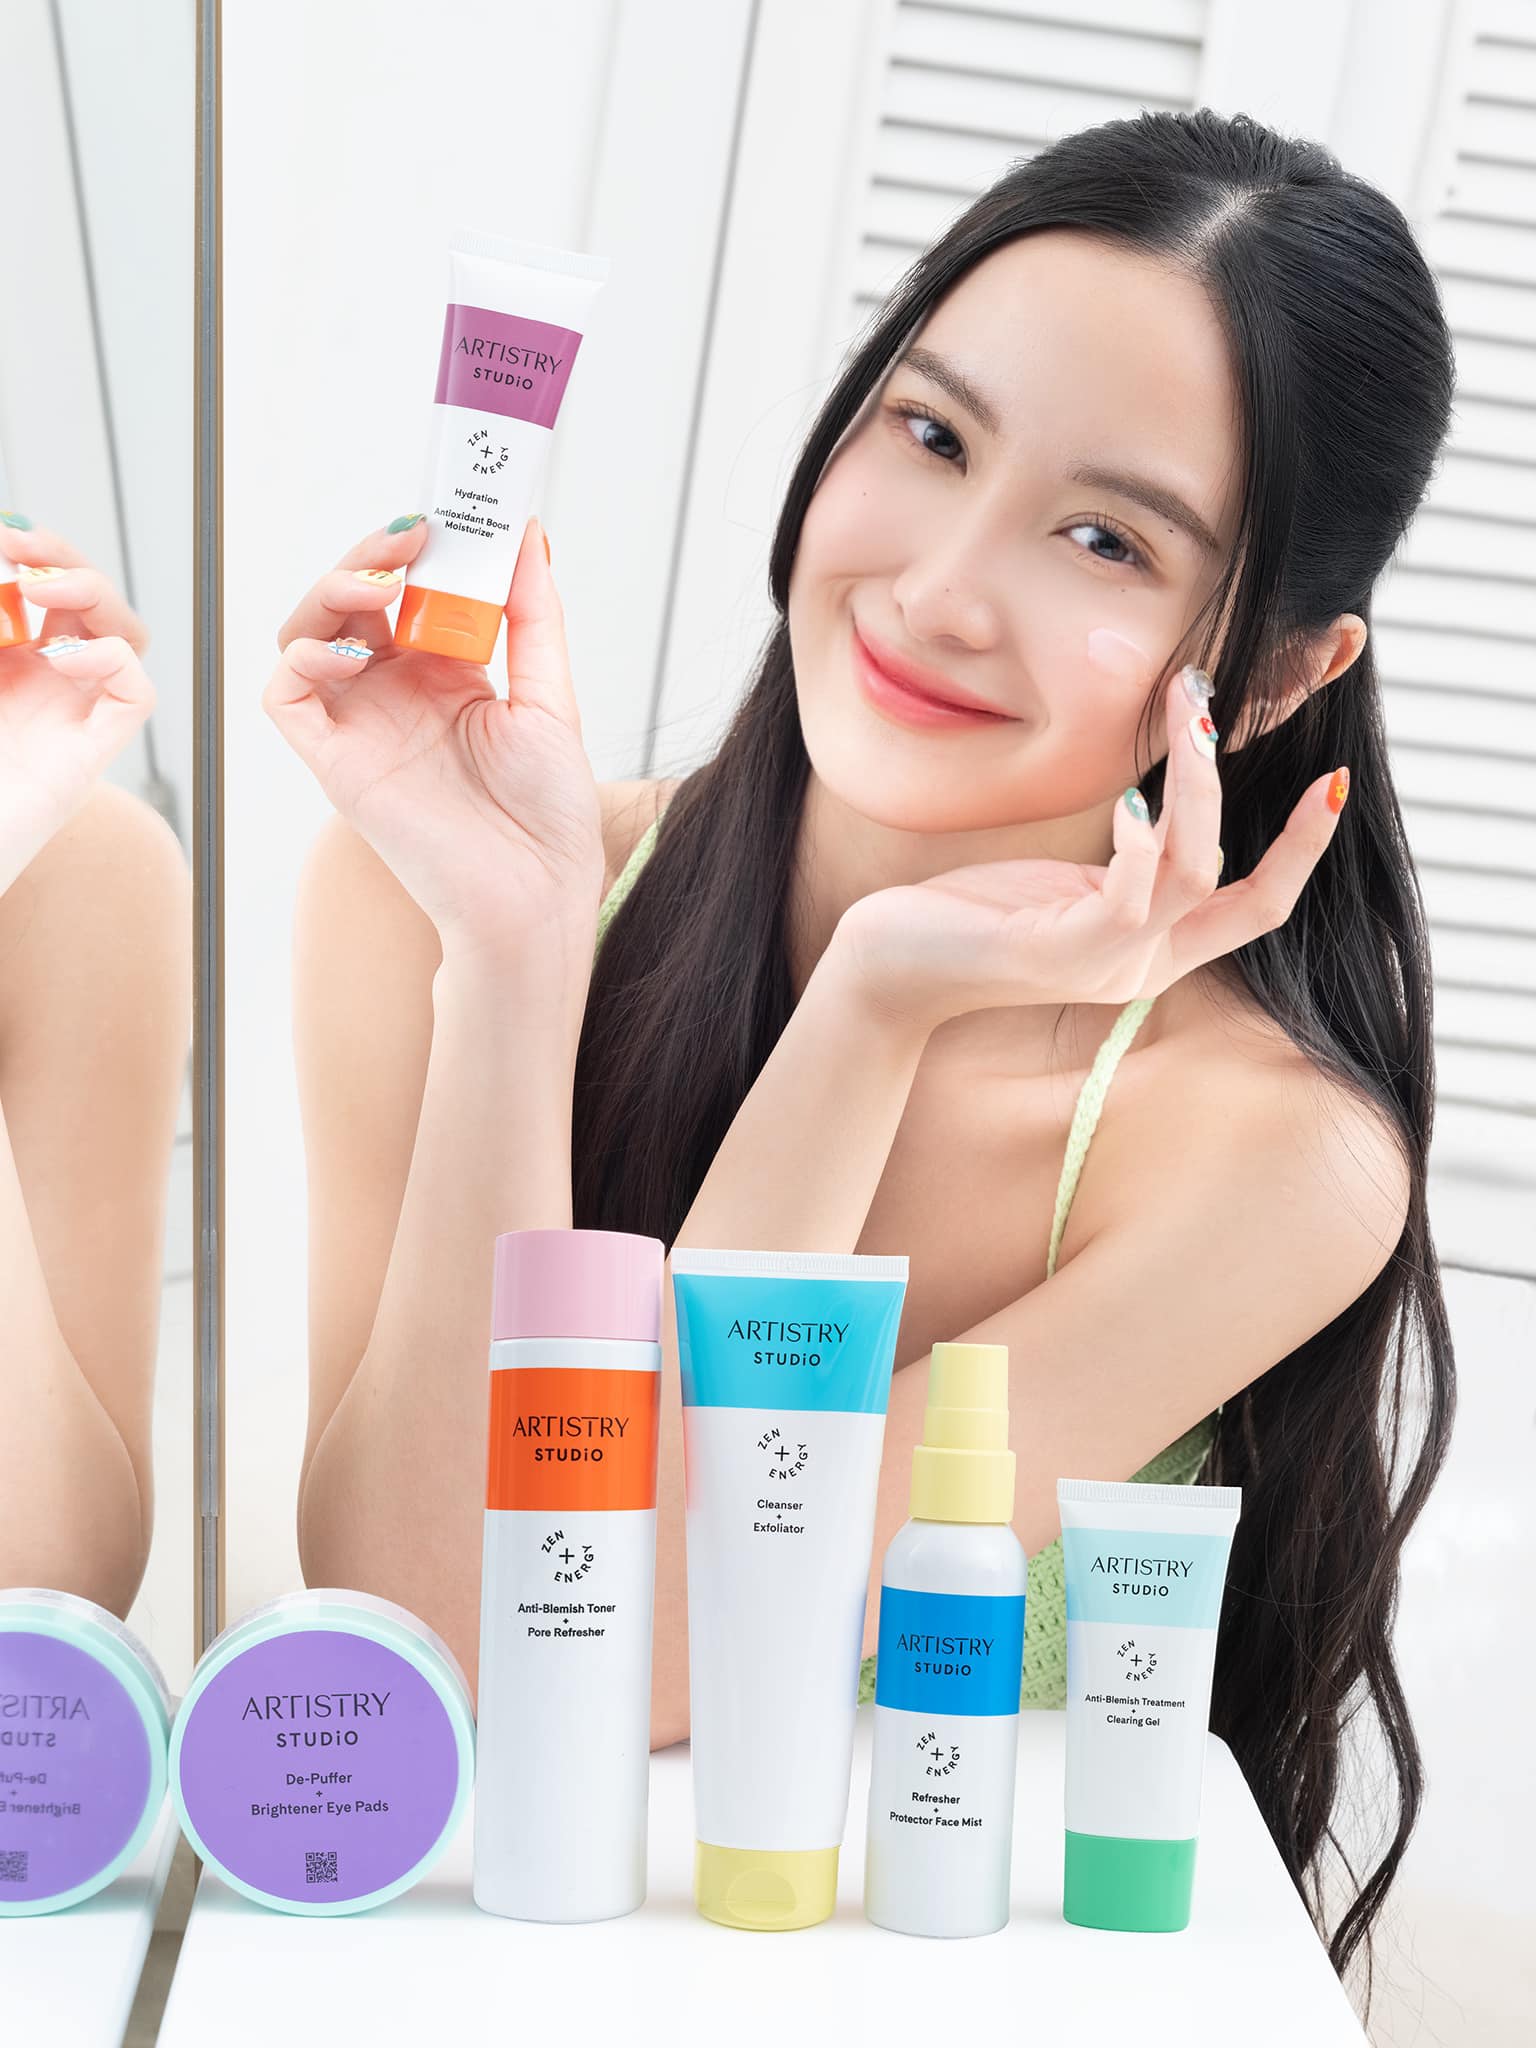 ARTISTRY
STUDiO
ZEN
+
ENERGY
Hydration
+
Antioxidant Boost
Moisturizer
ARTISTRY
STUDiO
De-Puffer
+
Brightener Eye Pads
ARTISTRY
STUDiO
ZEN
+
ENERGY
Anti-Blemish Toner
+
Pore Refresher
ARTISTRY
STUDiO
ZEN
+
ENERGY
Cleanser
+
Exfoliator
ARTISTRY
STUDiO
ZEN
+
ENERGY
Refresher
+
Protector Face Mist
ARTISTRY
STUDiO
ZEN
+
ENERGY
Anti-Blemish Treatment
+
Clearing Gel